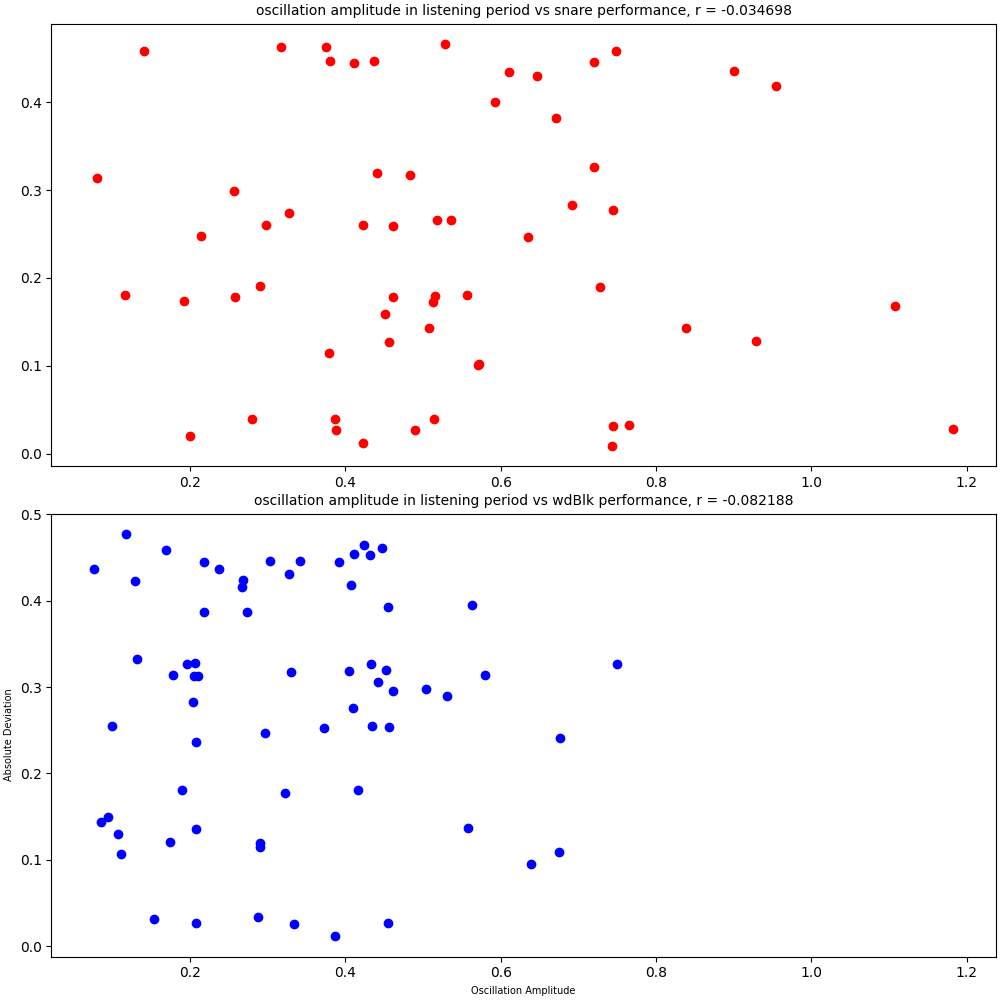 oscillation amplitude in listening period vs snare performance, r = -0.034698
0.4
0.3
0.2
0.1
0.0
0.2 0.4 0.6 0.8 1.0 1.2
oscillation amplitude in listening period vs wdBlk performance, r = -0.082188
0.5
0.4
0.3
0.2
0.1
0.0
Absolute Deviation
0.2 0.4 0.6 0.8 1.0 1.2
Oscillation Amplitude